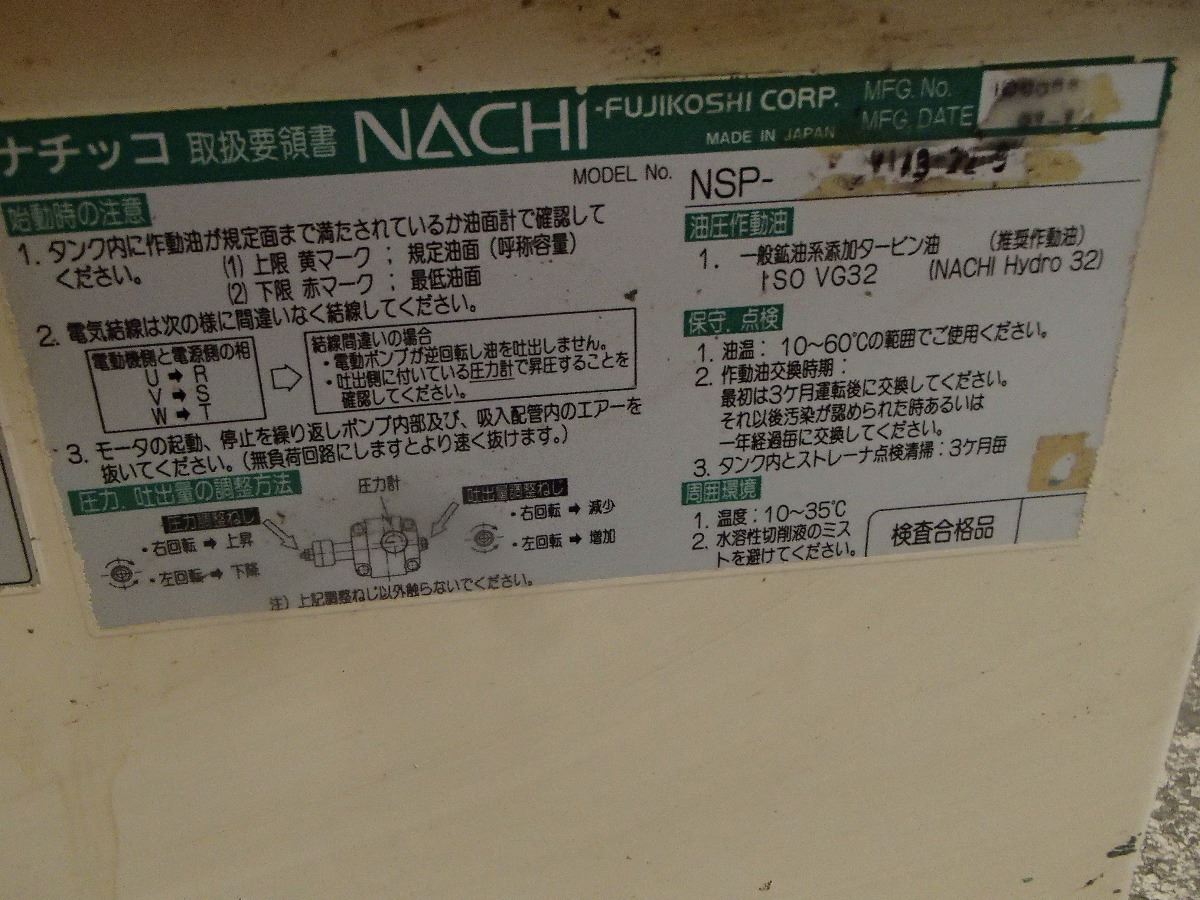 ナチッコ 取扱要領書 NACHi-FUJIKOSHI CORP.
MADE IN JAPAN
MFG. No.
MFG. DATE
MODEL No. NSP-
始動時の注意
1. タンク内に作動油が規定面まで満たされているか油面計で確認して
ください。 (1) 上限 黄マーク ; 規定油面 (呼称容量)
(2) 下限 赤マーク ; 最低油面
2. 電気結線は次の様に間違いなく結線してください。
電動機側と電源側の相
U ➡ R
V ➡ S
W ➡ T
結線間違いの場合
・電動ポンプが逆回転し油を吐出しません。
・吐出側に付いている圧力計で昇圧することを
確認してください。
3. モータの起動、停止を繰り返しポンプ内部及び、吸入配管内のエアーを
抜いてください。(無負荷回路にしますとより速く抜けます。)
圧力、吐出量の調整方法
圧力計
圧力調整ねじ
・右回転 ➡ 上昇
・左回転 ➡ 下降
吐出量調整ねじ
・右回転 ➡ 減少
・左回転 ➡ 増加
注) 上記調整ねじ以外触らないでください。
油圧作動油
1. 一般鉱油系添加タービン油 (推奨作動油)
ISO VG32 (NACHI Hydro 32)
保守、点検
1. 油温: 10〜60℃の範囲でご使用ください。
2. 作動油交換時期:
最初は3ケ月運転後に交換してください。
それ以後汚染が認められた時あるいは
一年経過毎に交換してください。
3. タンク内とストレーナ点検清掃: 3ケ月毎
周囲環境
1. 温度: 10〜35℃
2. 水溶性切削液のミス
トを避けてください。
検査合格品